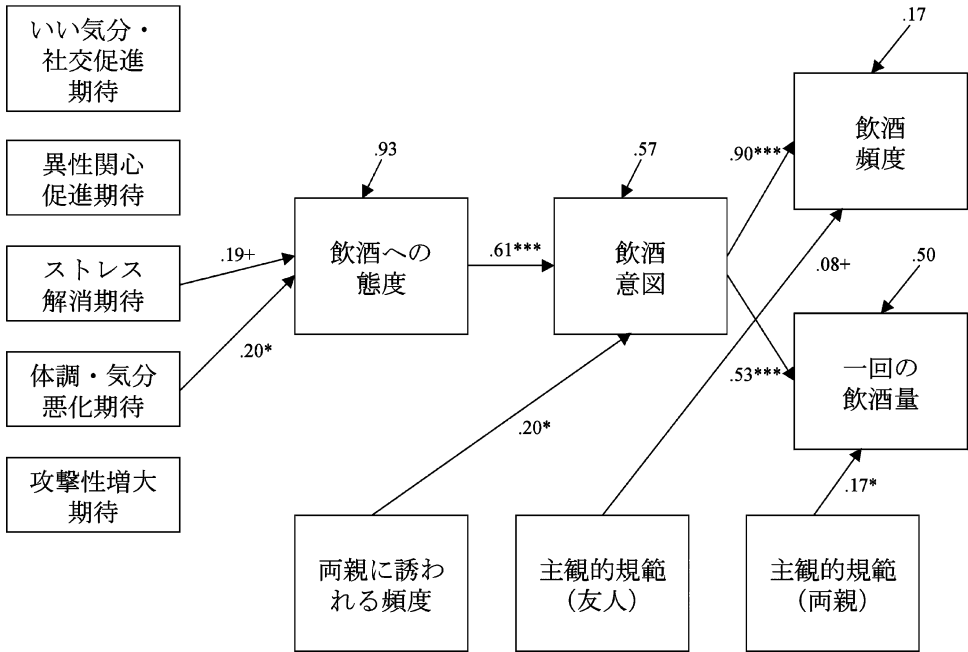 いい気分・
社交促進
期待
異性関心
促進期待
ストレス
解消期待
体調・気分
悪化期待
攻撃性増大
期待
.19+
.20*
.93
飲酒への
態度
.61***
.57
飲酒
意図
.20*
.90***
.53***
.08+
.17
飲酒
頻度
.50
一回の
飲酒量
.17*
両親に誘わ
れる頻度
主観的規範
（友人）
主観的規範
（両親）